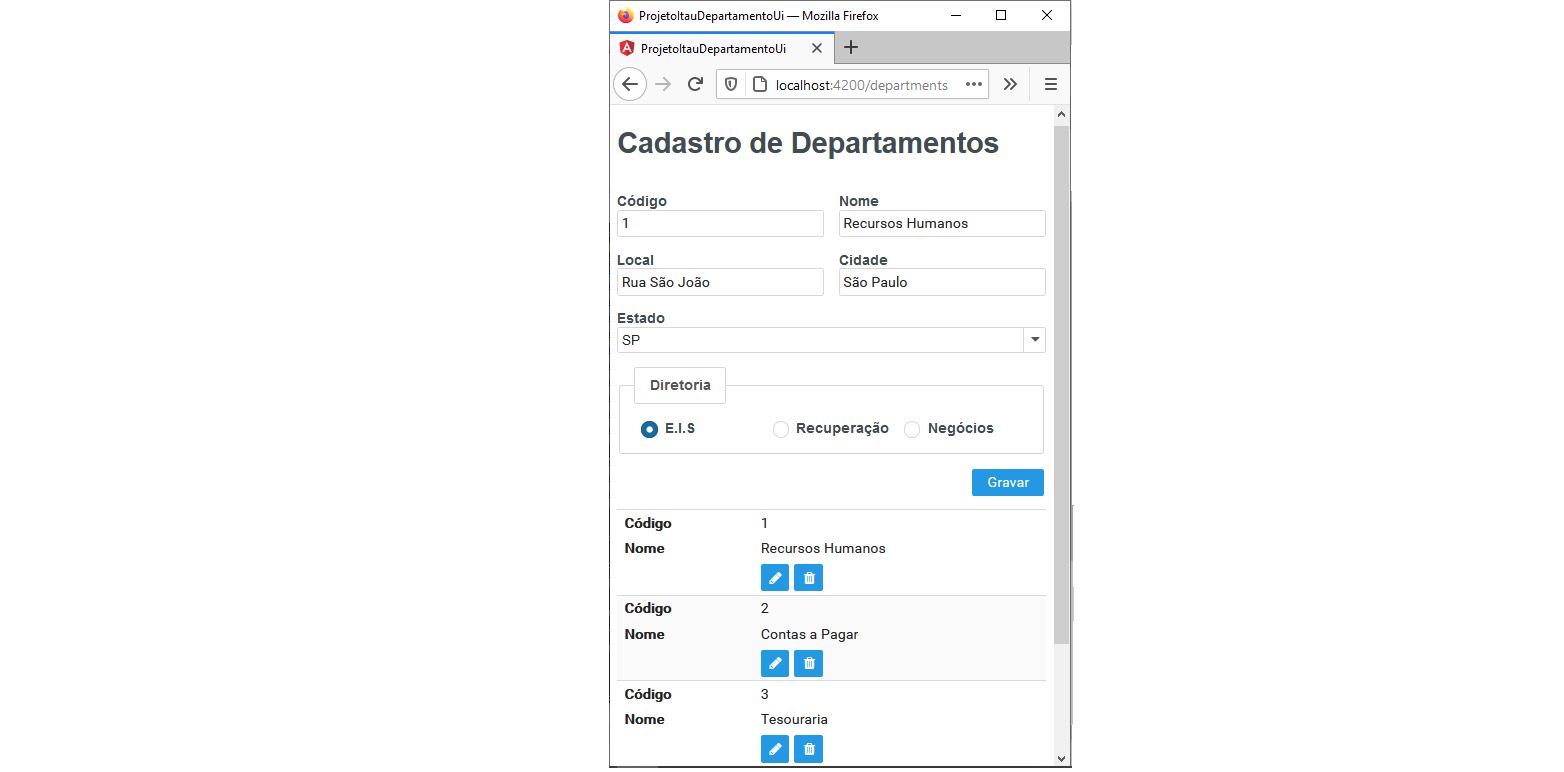 ProjetoItauDepartamentoUi — Mozilla Firefox
ProjetoItauDepartamentoUi
localhost:4200/departments
Cadastro de Departamentos
Código Nome
1 Recursos Humanos
Local Cidade
Rua São João São Paulo
Estado
SP
Diretoria
E.I.S Recuperação Negócios
Gravar
Código 1
Nome Recursos Humanos
Código 2
Nome Contas a Pagar
Código 3
Nome Tesouraria